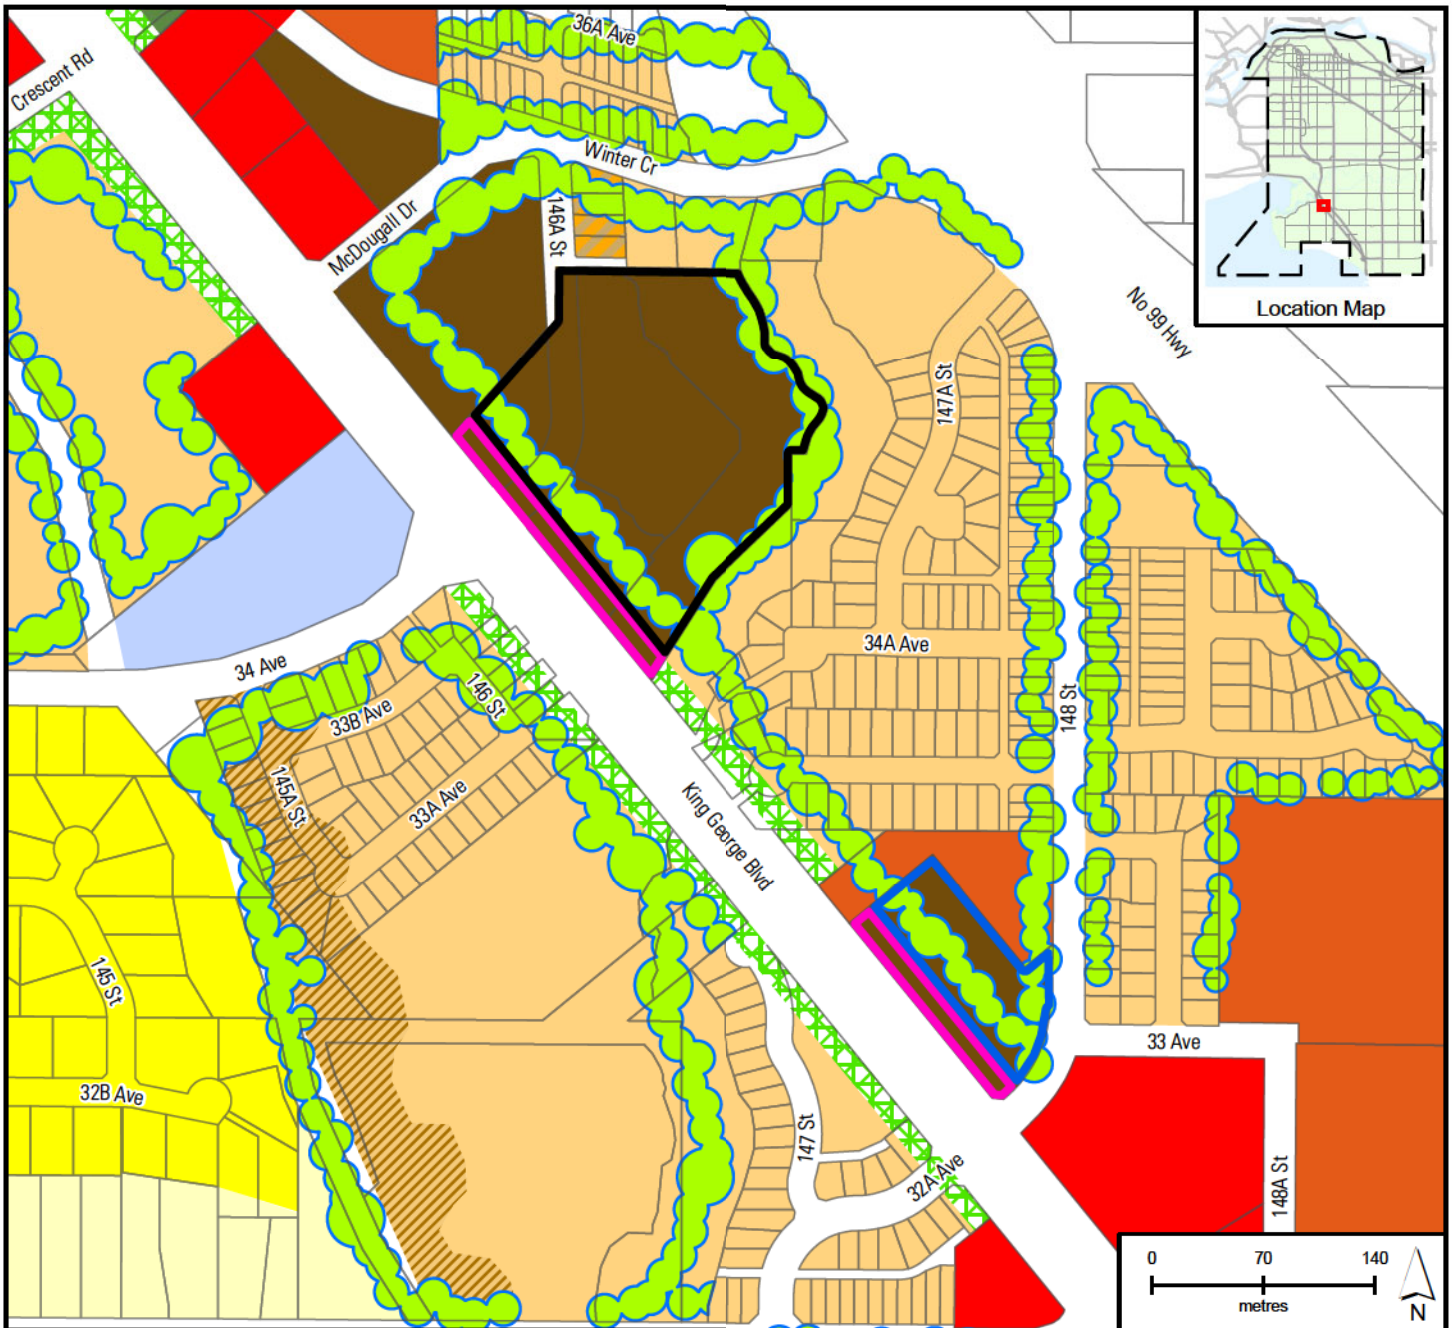 36A Ave
Crescent Rd
Winter Cr
McDougall Dr
146A St
Location Map
No 99 Hwy
147A St
34A Ave
34 Ave
146 St
148 St
33B Ave
145A St
33A Ave
King George Blvd
145 St
33 Ave
32B Ave
147 St
32A Ave
148A St
0 70 140
metres
N